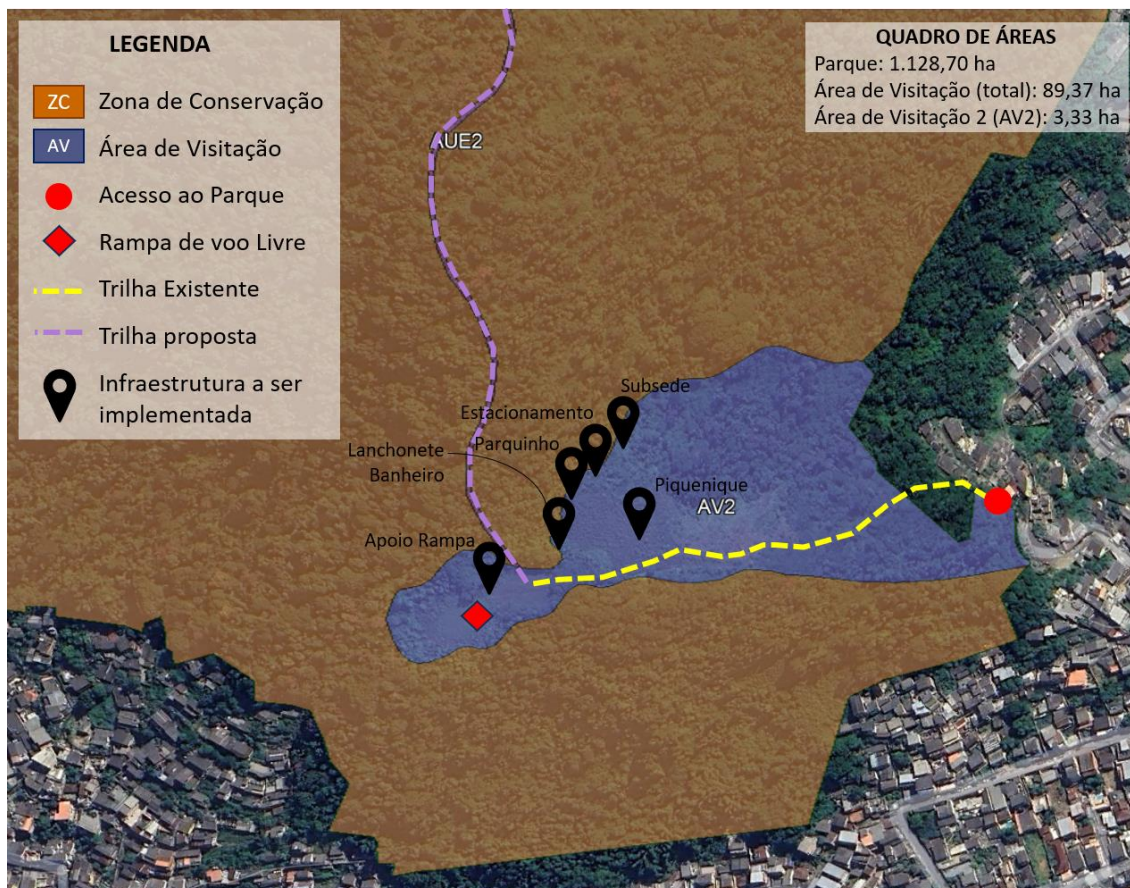 LEGENDA
ZC
Zona de Conservação
AV
Área de Visitação
Acesso ao Parque
Rampa de voo Livre
Trilha Existente
Trilha proposta
Infraestrutura a ser
implementada
QUADRO DE ÁREAS
Parque: 1.128,70 ha
Área de Visitação (total): 89,37 ha
Área de Visitação 2 (AV2): 3,33 ha
AUE2
Subsede
Estacionamento
Parquinho
Lanchonete
Banheiro
Piquenique
AV2
Apoio Rampa